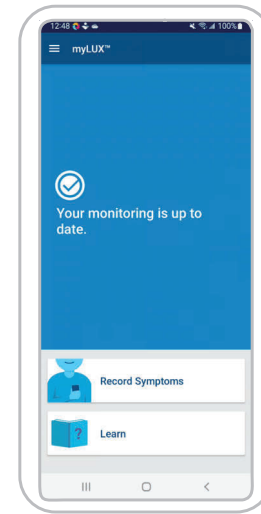 12:48 100%
myLUX™
Your monitoring is up to
date.
Record Symptoms
?
Learn